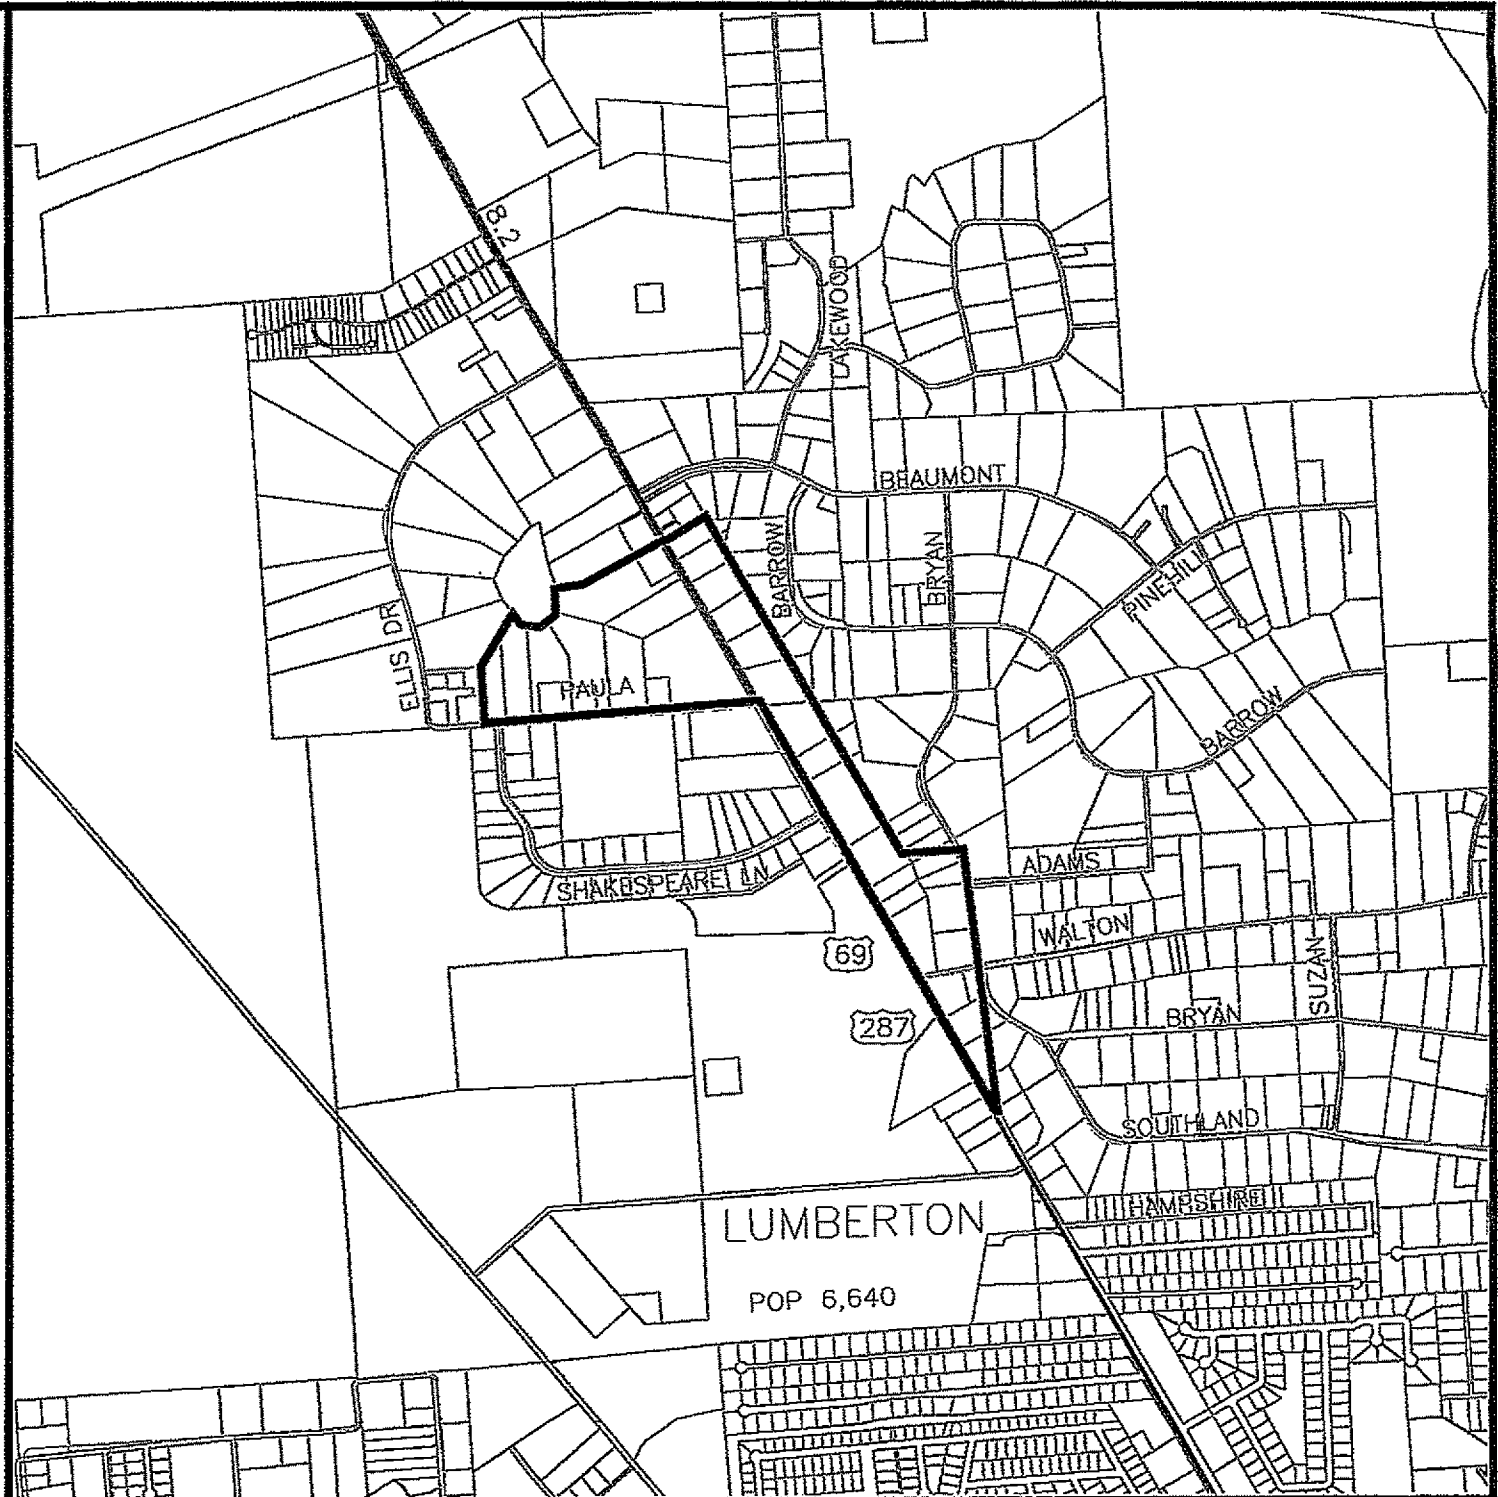 8.2
LAKEWOOD
BEAUMONT
BARROW
BRYAN
PINEHILL
ELLIS DR
PAULA
BARROW
ADAMS
SHAKESPEARE LN
WALTON
69
SUZAN
287
BRYAN
SOUTHLAND
HAMPSHIRE
LUMBERTON
POP 6,640